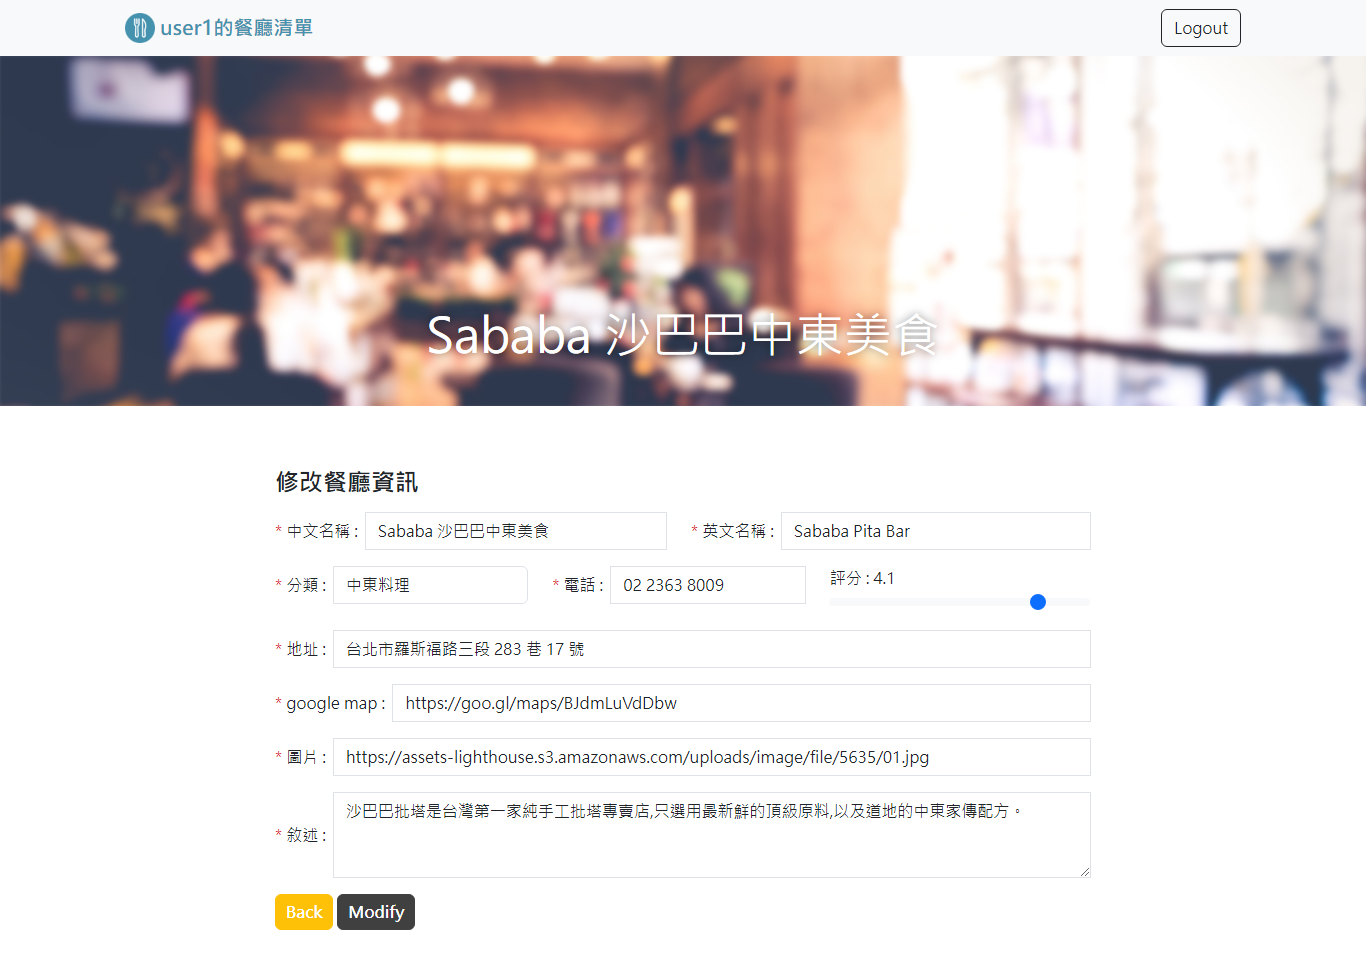 user1的餐廳清單
Logout
Sababa 沙巴巴中東美食
修改餐廳資訊
* 中文名稱 : Sababa 沙巴巴中東美食 * 英文名稱 : Sababa Pita Bar
* 分類 : 中東料理 * 電話 : 02 2363 8009 評分 : 4.1
* 地址 : 台北市羅斯福路三段 283 巷 17 號
* google map : https://goo.gl/maps/BJdmLuVdDbw
* 圖片 : https://assets-lighthouse.s3.amazonaws.com/uploads/image/file/5635/01.jpg
* 敘述 : 沙巴巴批塔是台灣第一家純手工批塔專賣店,只選用最新鮮的頂級原料,以及道地的中東家傳配方。
Back Modify